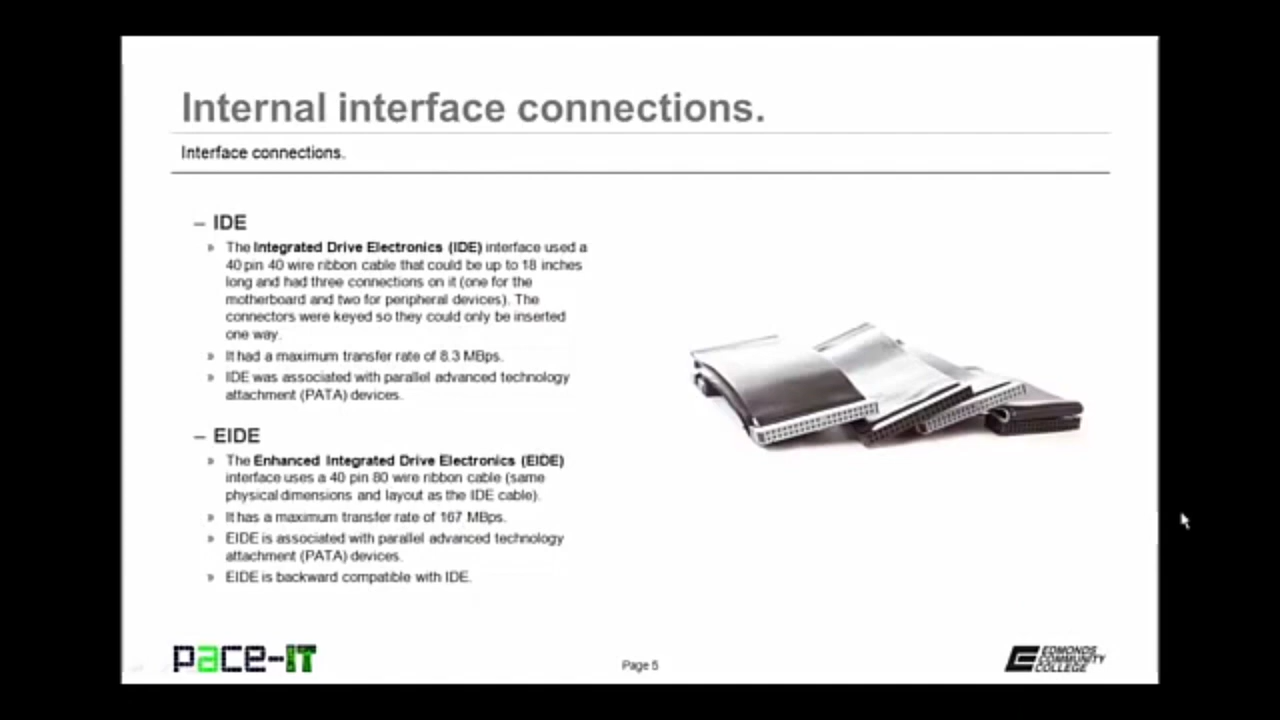 Internal interface connections.
Interface connections.
– IDE
» The Integrated Drive Electronics (IDE) interface used a
40 pin 40 wire ribbon cable that could be up to 18 inches
long and had three connections on it (one for the
motherboard and two for peripheral devices). The
connectors were keyed so they could only be inserted
one way.
» It had a maximum transfer rate of 8.3 MBps.
» IDE was associated with parallel advanced technology
attachment (PATA) devices.
– EIDE
» The Enhanced Integrated Drive Electronics (EIDE)
interface uses a 40 pin 80 wire ribbon cable (same
physical dimensions and layout as the IDE cable).
» It has a maximum transfer rate of 167 MBps.
» EIDE is associated with parallel advanced technology
attachment (PATA) devices.
» EIDE is backward compatible with IDE.
pace-IT
Page 5
EDMONDS
COMMUNITY
COLLEGE